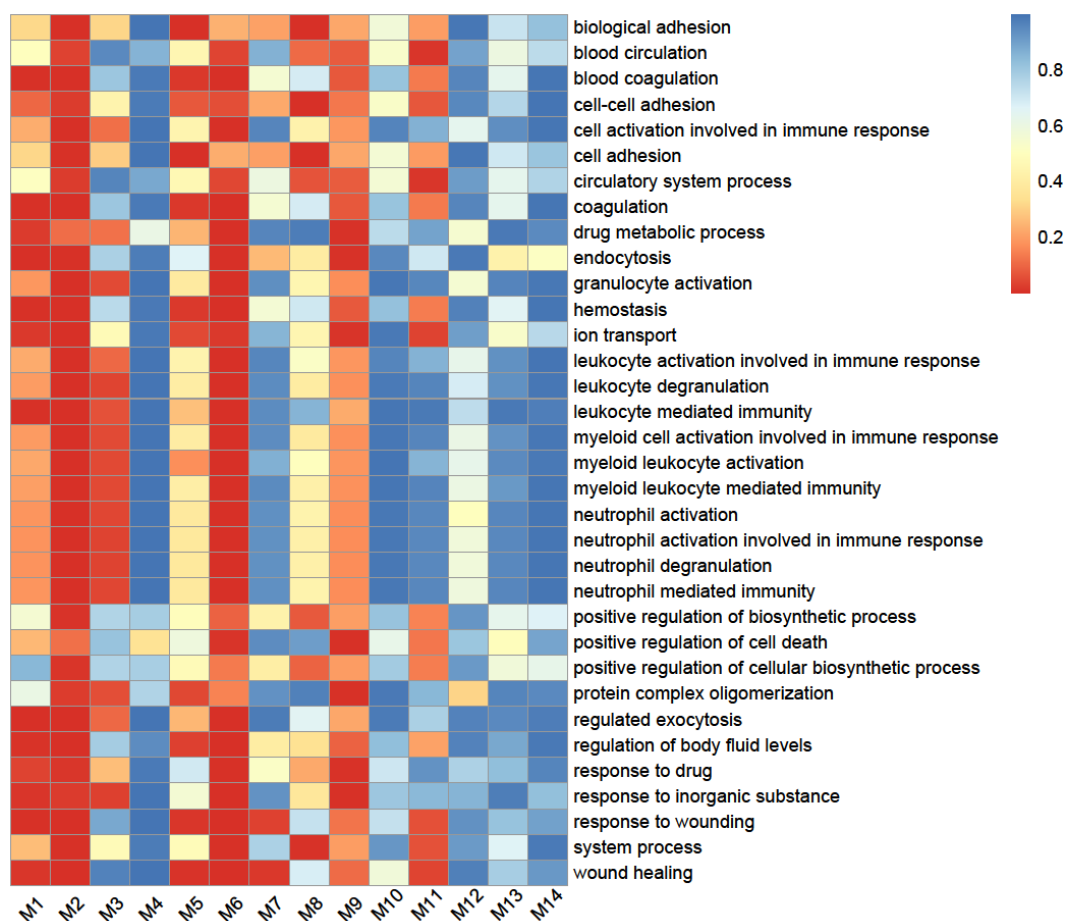 biological adhesion
blood circulation
blood coagulation
cell-cell adhesion
cell activation involved in immune response
cell adhesion
circulatory system process
coagulation
drug metabolic process
endocytosis
granulocyte activation
hemostasis
ion transport
leukocyte activation involved in immune response
leukocyte degranulation
leukocyte mediated immunity
myeloid cell activation involved in immune response
myeloid leukocyte activation
myeloid leukocyte mediated immunity
neutrophil activation
neutrophil activation involved in immune response
neutrophil degranulation
neutrophil mediated immunity
positive regulation of biosynthetic process
positive regulation of cell death
positive regulation of cellular biosynthetic process
protein complex oligomerization
regulated exocytosis
regulation of body fluid levels
response to drug
response to inorganic substance
response to wounding
system process
wound healing
M1 M2 M3 M4 M5 M6 M7 M8 M9 M10 M11 M12 M13 M14
0.8
0.6
0.4
0.2